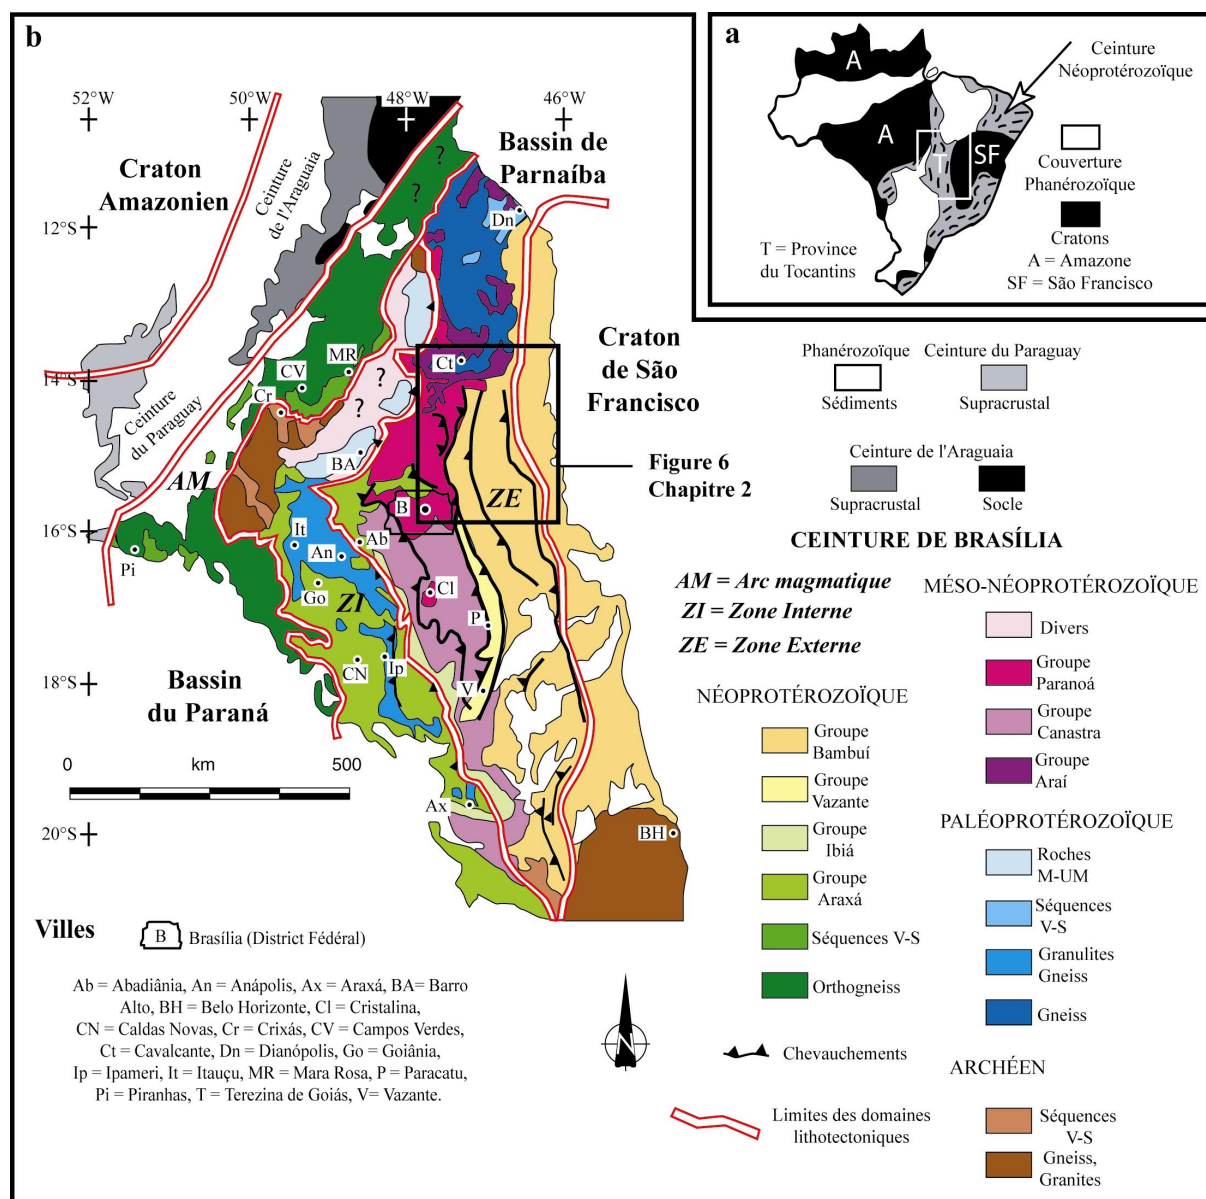 b
52°W
50°W
48°W
46°W
12°S
14°S
16°S
18°S
20°S
Craton
Amazonien
Ceinture
de l'Araguaia
Ceinture
du Paraguay
Bassin de
Parnaíba
Craton
de São
Francisco
Bassin
du Paraná
Figure 6
Chapitre 2
AM
ZI
ZE
?
?
?
?
Dn
Ct
MR
CV
Cr
BA
B
It
An
Ab
Pi
Go
Cl
P
CN
Ip
V
Ax
BH
0
km
500
Villes
B
Brasília (District Fédéral)
Ab = Abadiânia, An = Anápolis, Ax = Araxá, BA= Barro
Alto, BH = Belo Horizonte, Cl = Cristalina,
CN = Caldas Novas, Cr = Crixás, CV = Campos Verdes,
Ct = Cavalcante, Dn = Dianópolis, Go = Goiânia,
Ip = Ipameri, It = Itauçu, MR = Mara Rosa, P = Paracatu,
Pi = Piranhas, T = Terezina de Goiás, V= Vazante.
N
a
A
A
T
SF
Ceinture
Néoprotérozoïque
Couverture
Phanérozoïque
Cratons
A = Amazone
SF = São Francisco
T = Province
du Tocantins
Phanérozoïque
Sédiments
Ceinture du Paraguay
Supracrustal
Ceinture de l'Araguaia
Supracrustal
Socle
CEINTURE DE BRASÍLIA
AM = Arc magmatique
ZI = Zone Interne
ZE = Zone Externe
NÉOPROTÉROZOÏQUE
Groupe
Bambuí
Groupe
Vazante
Groupe
Ibiá
Groupe
Araxá
Séquences V-S
Orthogneiss
Chevauchements
Limites des domaines
lithotectoniques
MÉSO-NÉOPROTÉROZOÏQUE
Divers
Groupe
Paranoá
Groupe
Canastra
Groupe
Araí
PALÉOPROTÉROZOÏQUE
Roches
M-UM
Séquences
V-S
Granulites
Gneiss
Gneiss
ARCHÉEN
Séquences
V-S
Gneiss,
Granites